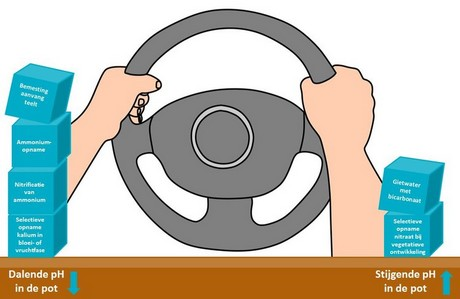 Bemesting
aanvang
teelt
Ammonium-
opname
Nitrificatie
van
ammonium
Selectieve
opname
kalium in
bloei- of
vruchtfase
Gietwater
met
bicarbonaat
Selectieve
opname
nitraat bij
vegetatieve
ontwikkeling
Dalende pH
in de pot
Stijgende pH
in de pot